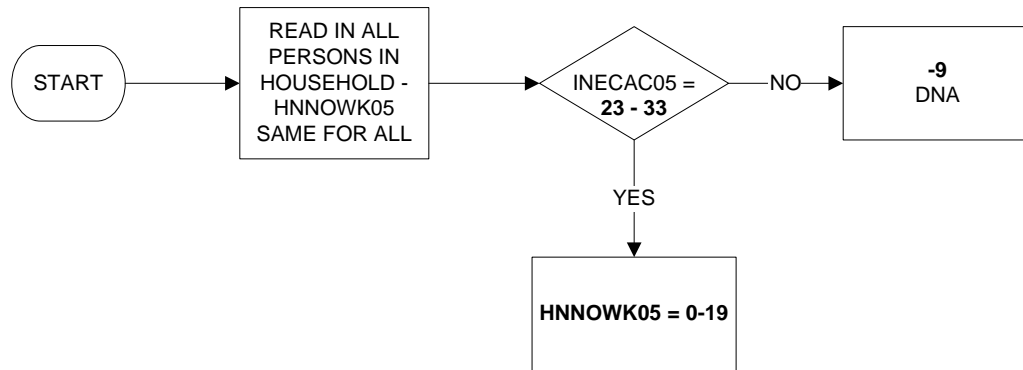 START
READ IN ALL
PERSONS IN
HOUSEHOLD -
HNNOWK05
SAME FOR ALL
INECAC05 =
23 - 33
NO
-9
DNA
YES
HNNOWK05 = 0-19